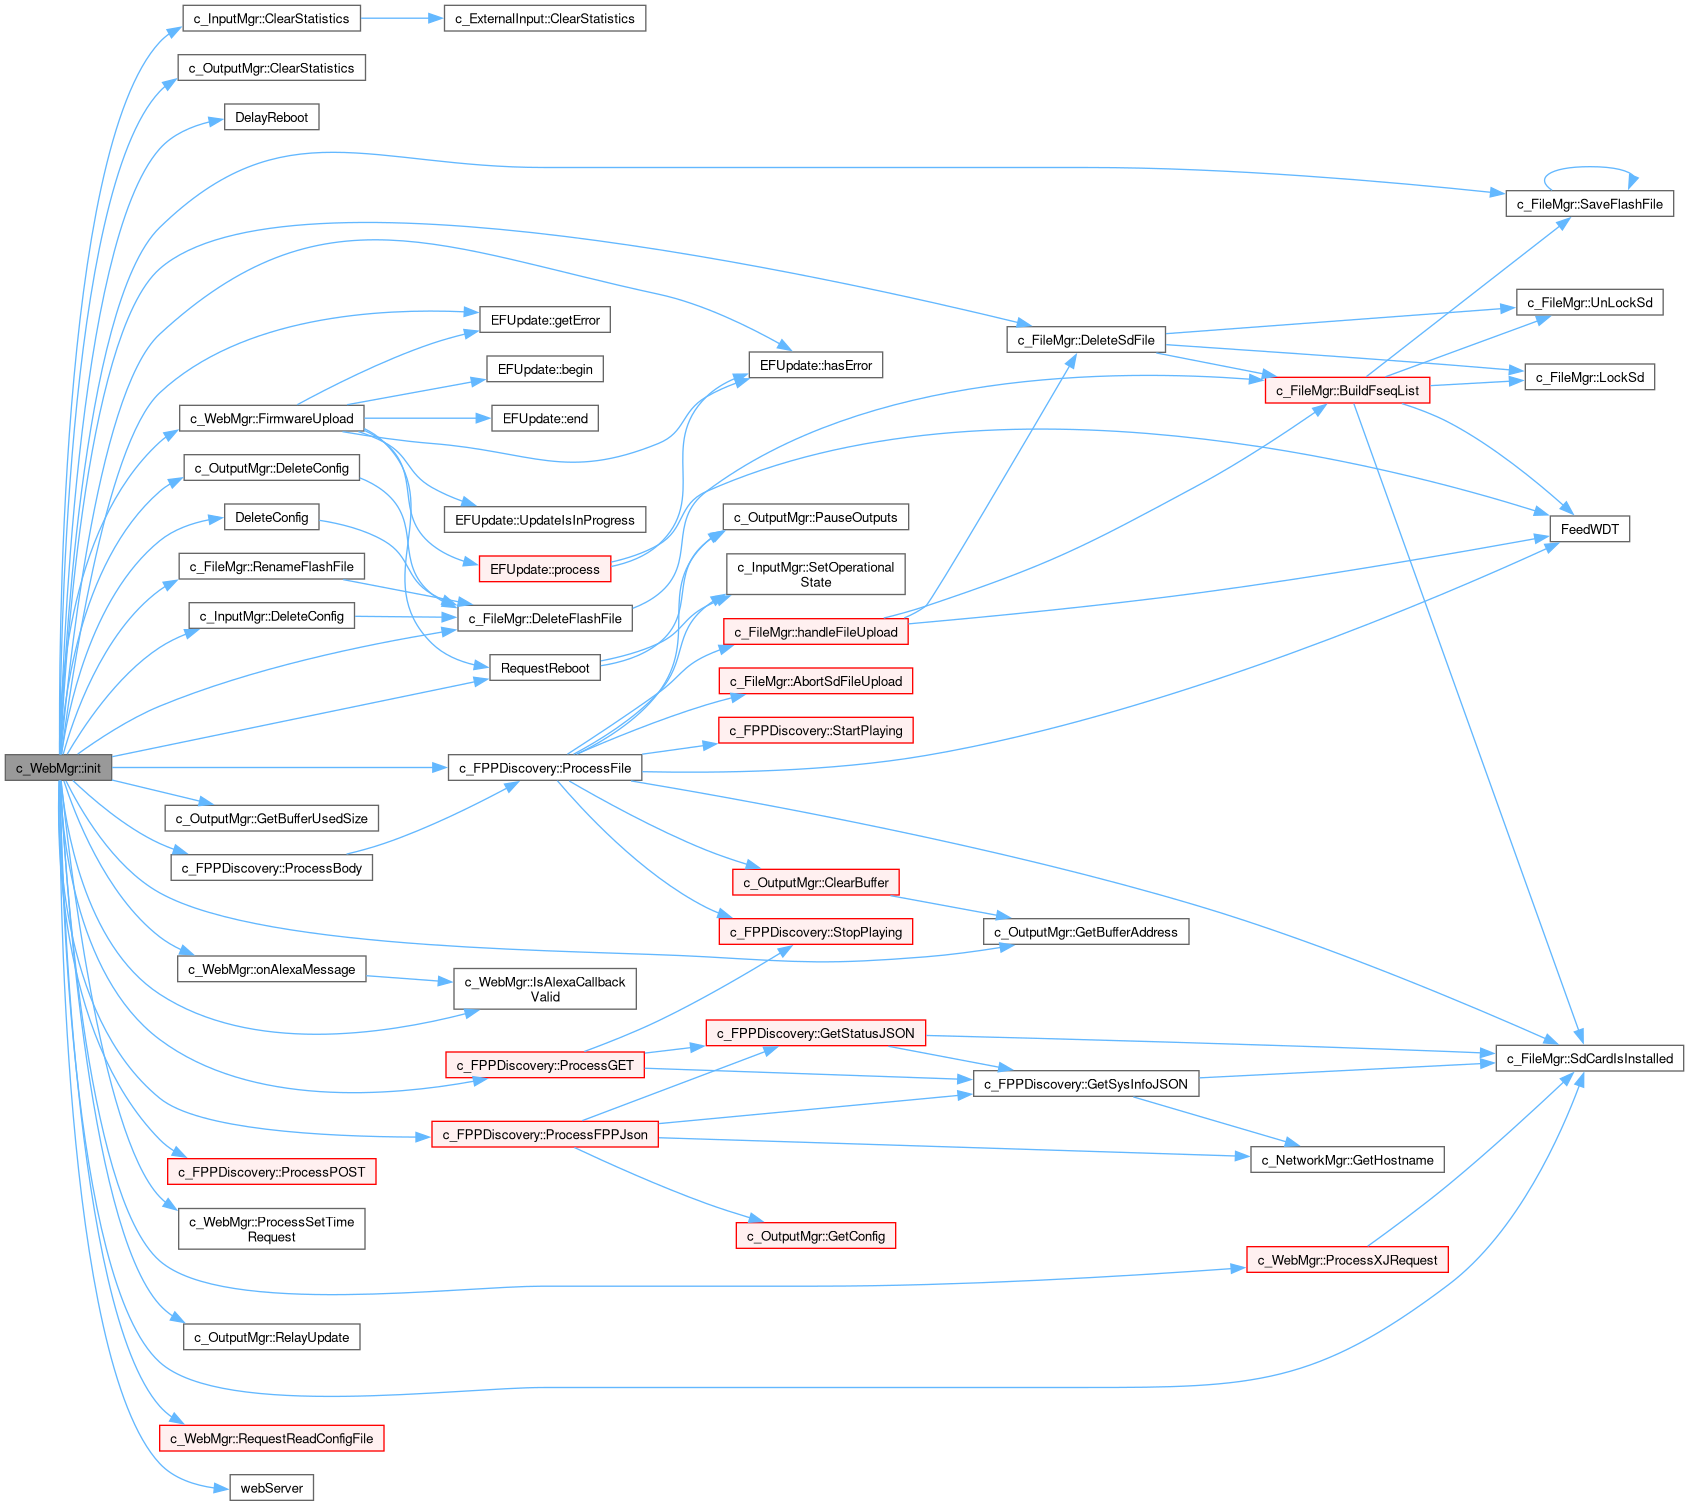 c_InputMgr::ClearStatistics
c_ExternalInput::ClearStatistics
c_OutputMgr::ClearStatistics
DelayReboot
c_FileMgr::SaveFlashFile
c_FileMgr::UnLockSd
EFUpdate::getError
c_FileMgr::DeleteSdFile
EFUpdate::hasError
EFUpdate::begin
c_FileMgr::LockSd
c_FileMgr::BuildFseqList
c_WebMgr::FirmwareUpload
EFUpdate::end
c_OutputMgr::DeleteConfig
DeleteConfig
EFUpdate::UpdateIsInProgress
c_OutputMgr::PauseOutputs
FeedWDT
c_FileMgr::RenameFlashFile
EFUpdate::process
c_InputMgr::SetOperational
State
c_InputMgr::DeleteConfig
c_FileMgr::DeleteFlashFile
c_FileMgr::handleFileUpload
RequestReboot
c_FileMgr::AbortSdFileUpload
c_FPPDiscovery::StartPlaying
c_WebMgr::init
c_FPPDiscovery::ProcessFile
c_OutputMgr::GetBufferUsedSize
c_FPPDiscovery::ProcessBody
c_OutputMgr::ClearBuffer
c_FPPDiscovery::StopPlaying
c_OutputMgr::GetBufferAddress
c_WebMgr::onAlexaMessage
c_WebMgr::IsAlexaCallback
Valid
c_FPPDiscovery::GetStatusJSON
c_FileMgr::SdCardIsInstalled
c_FPPDiscovery::ProcessGET
c_FPPDiscovery::GetSysInfoJSON
c_FPPDiscovery::ProcessFPPJson
c_NetworkMgr::GetHostname
c_FPPDiscovery::ProcessPOST
c_WebMgr::ProcessSetTime
Request
c_OutputMgr::GetConfig
c_WebMgr::ProcessXJRequest
c_OutputMgr::RelayUpdate
c_WebMgr::RequestReadConfigFile
webServer